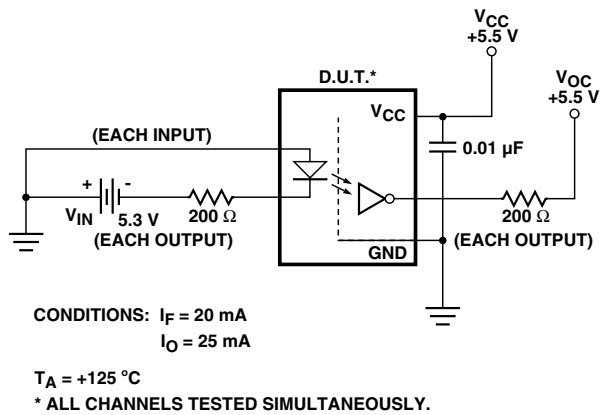 VCC
+5.5 V
D.U.T.*
VOC
+5.5 V
VCC
(EACH INPUT)
0.01 µF
+ -
VIN
5.3 V
200 Ω
200 Ω
(EACH OUTPUT)
(EACH OUTPUT)
GND
CONDITIONS: IF = 20 mA
IO = 25 mA
TA = +125 °C
* ALL CHANNELS TESTED SIMULTANEOUSLY.